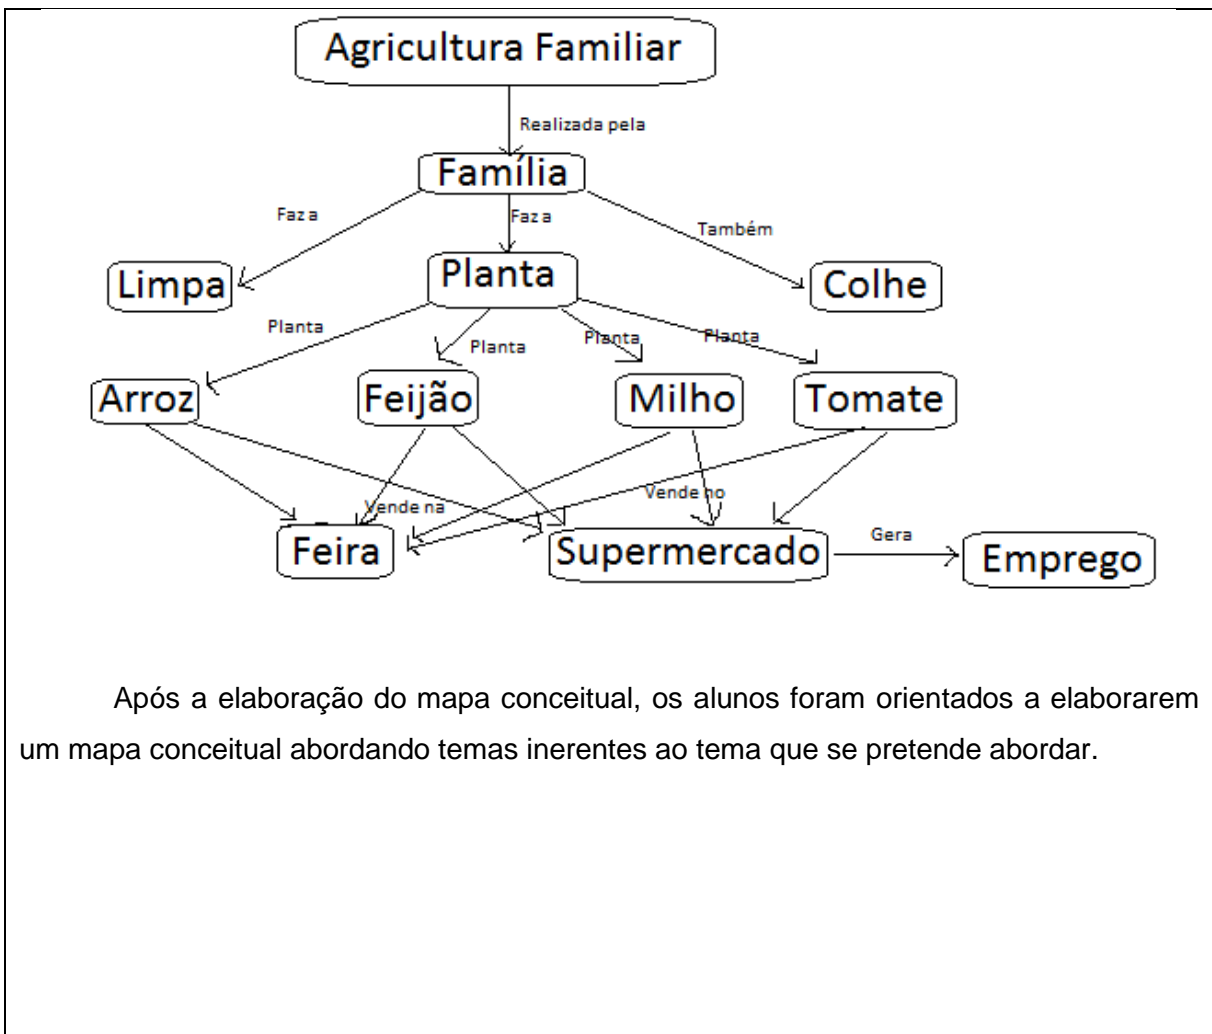 Agricultura Familiar
Realizada pela
Família
Faz a
Faz a
Também
Limpa
Planta
Colhe
Planta
Planta
Planta
Planta
Arroz
Feijão
Milho
Tomate
Vende na
Vende no
Feira
Supermercado
Gera
Emprego
Após a elaboração do mapa conceitual, os alunos foram orientados a elaborarem
um mapa conceitual abordando temas inerentes ao tema que se pretende abordar.